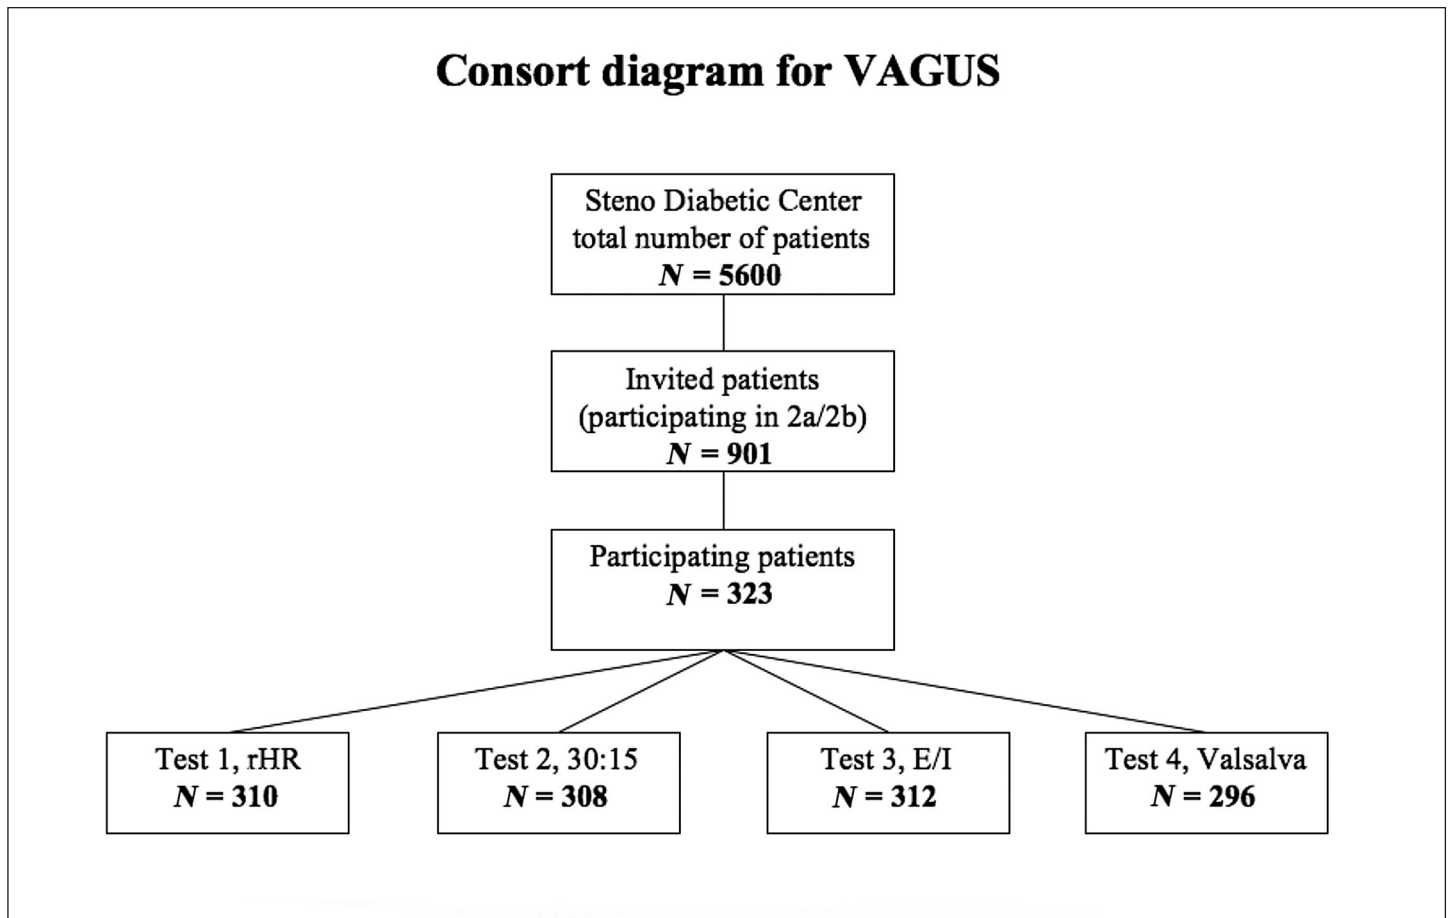 Consort diagram for VAGUS
Steno Diabetic Center
total number of patients
N = 5600
Invited patients
(participating in 2a/2b)
N = 901
Participating patients
N = 323
Test 1, rHR
N = 310
Test 2, 30:15
N = 308
Test 3, E/I
N = 312
Test 4, Valsalva
N = 296